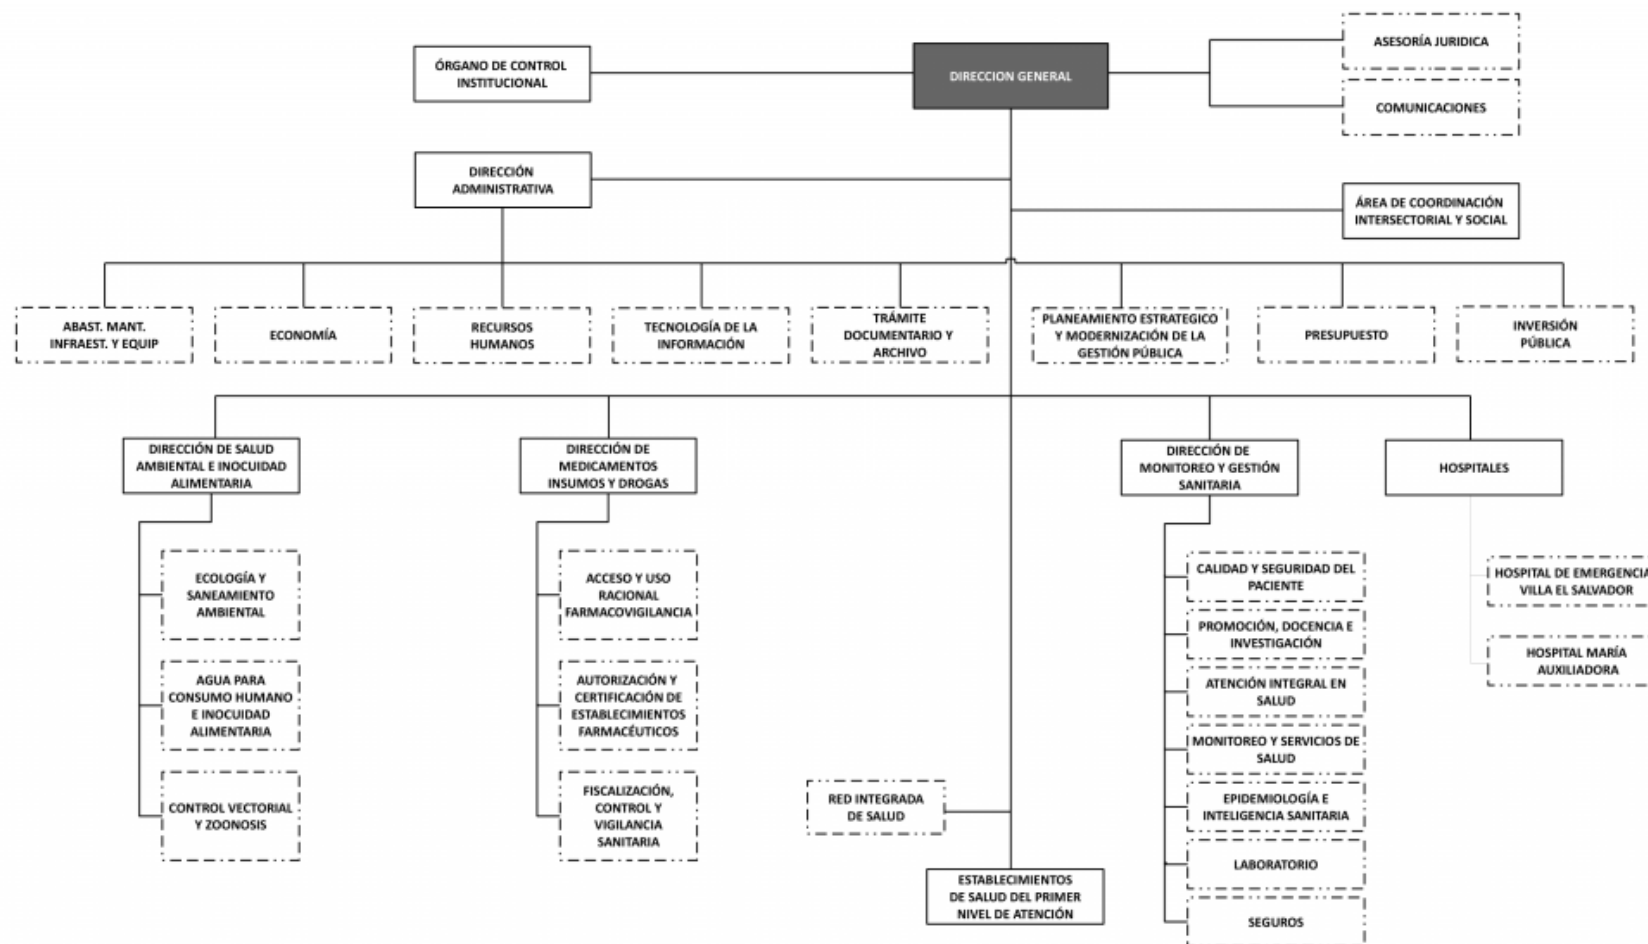 ÓRGANO DE CONTROL
INSTITUCIONAL
DIRECCION GENERAL
ASESORÍA JURIDICA
COMUNICACIONES
DIRECCIÓN
ADMINISTRATIVA
ÁREA DE COORDINACIÓN
INTERSECTORIAL Y SOCIAL
ABAST. MANT.
INFRAEST. Y EQUIP
ECONOMÍA
RECURSOS
HUMANOS
TECNOLOGÍA DE LA
INFORMACIÓN
TRÁMITE
DOCUMENTARIO Y
ARCHIVO
PLANEAMIENTO ESTRATEGICO
Y MODERNIZACIÓN DE LA
GESTIÓN PÚBLICA
PRESUPUESTO
INVERSIÓN
PÚBLICA
DIRECCIÓN DE SALUD
AMBIENTAL E INOCUIDAD
ALIMENTARIA
DIRECCIÓN DE
MEDICAMENTOS
INSUMOS Y DROGAS
DIRECCIÓN DE
MONITOREO Y GESTIÓN
SANITARIA
HOSPITALES
ECOLOGÍA Y
SANEAMIENTO
AMBIENTAL
AGUA PARA
CONSUMO HUMANO
E INOCUIDAD
ALIMENTARIA
CONTROL VECTORIAL
Y ZOONOSIS
ACCESO Y USO
RACIONAL
FARMACOVIGILANCIA
AUTORIZACIÓN Y
CERTIFICACIÓN DE
ESTABLECIMIENTOS
FARMACÉUTICOS
FISCALIZACIÓN,
CONTROL Y
VIGILANCIA
SANITARIA
RED INTEGRADA
DE SALUD
ESTABLECIMIENTOS
DE SALUD DEL PRIMER
NIVEL DE ATENCIÓN
CALIDAD Y SEGURIDAD DEL
PACIENTE
PROMOCIÓN, DOCENCIA E
INVESTIGACIÓN
ATENCIÓN INTEGRAL EN
SALUD
MONITOREO Y SERVICIOS DE
SALUD
EPIDEMIOLOGÍA E
INTELIGENCIA SANITARIA
LABORATORIO
SEGUROS
HOSPITAL DE EMERGENCIA
VILLA EL SALVADOR
HOSPITAL MARÍA
AUXILIADORA